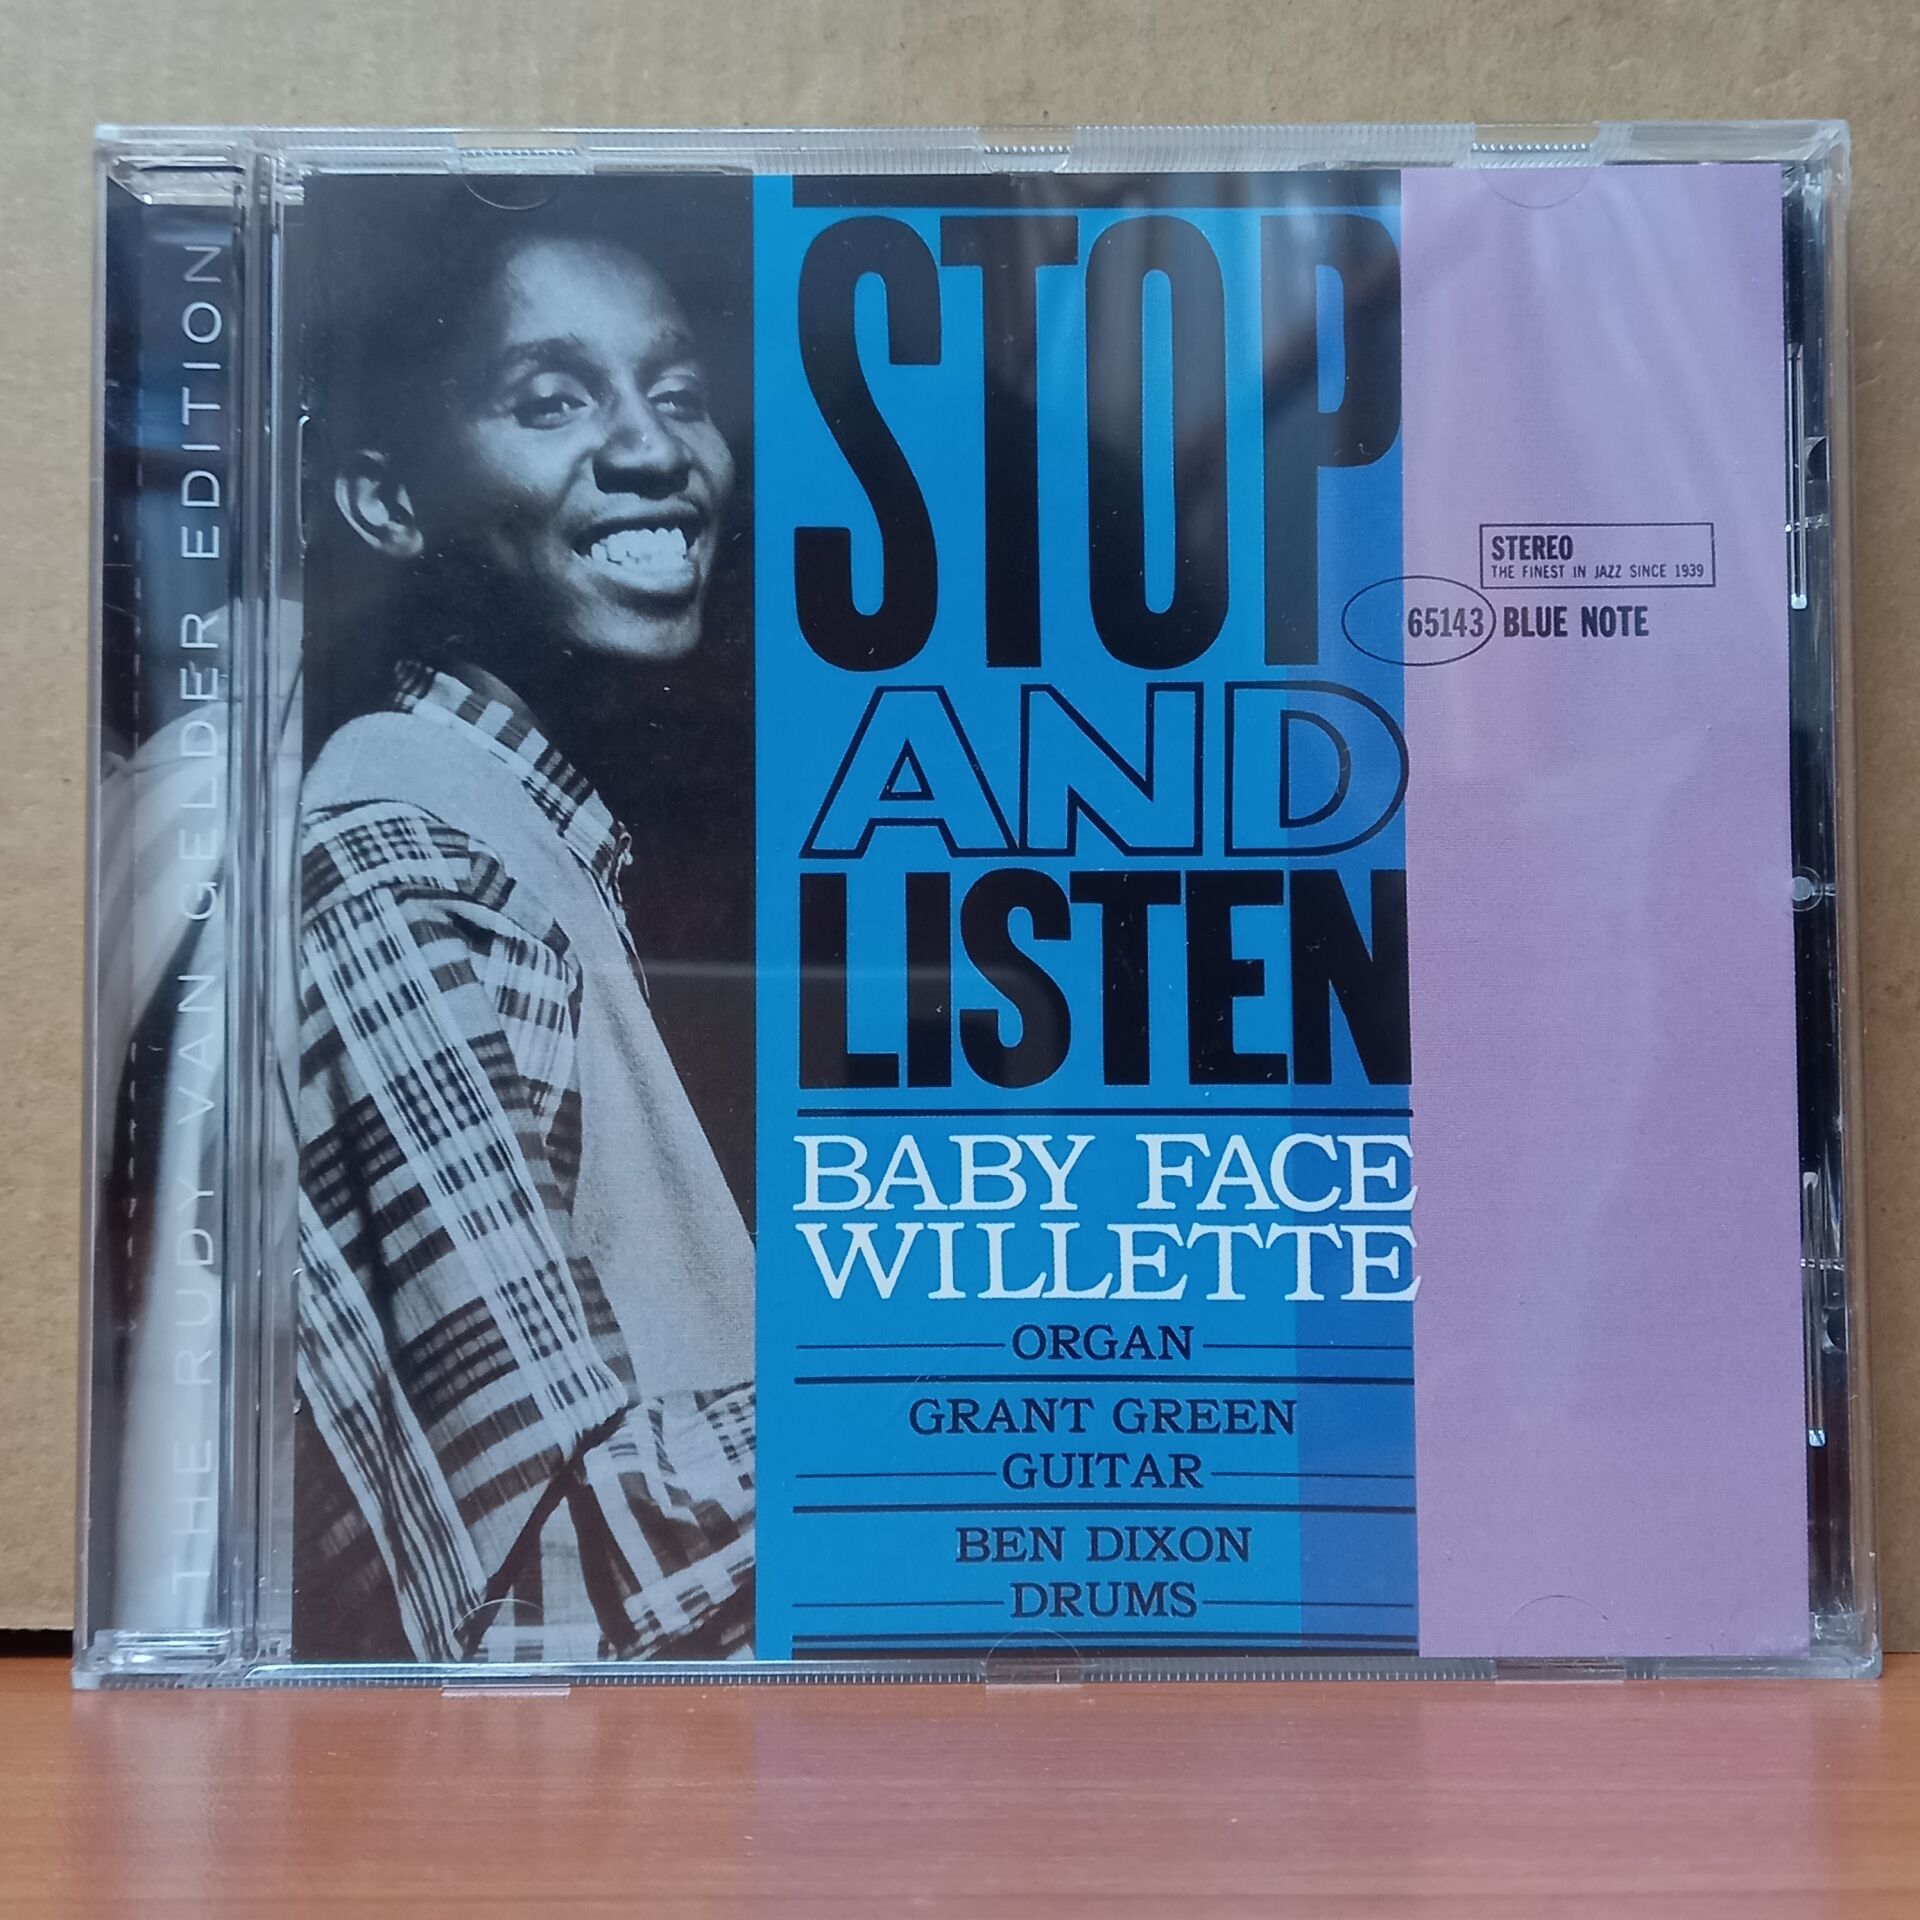 THE RUDY VAN GELDER EDITION
STOP
AND
LISTEN
BABY FACE
WILLETTE
ORGAN
GRANT GREEN
GUITAR
BEN DIXON
DRUMS
STEREO
THE FINEST IN JAZZ SINCE 1939
65143 BLUE NOTE